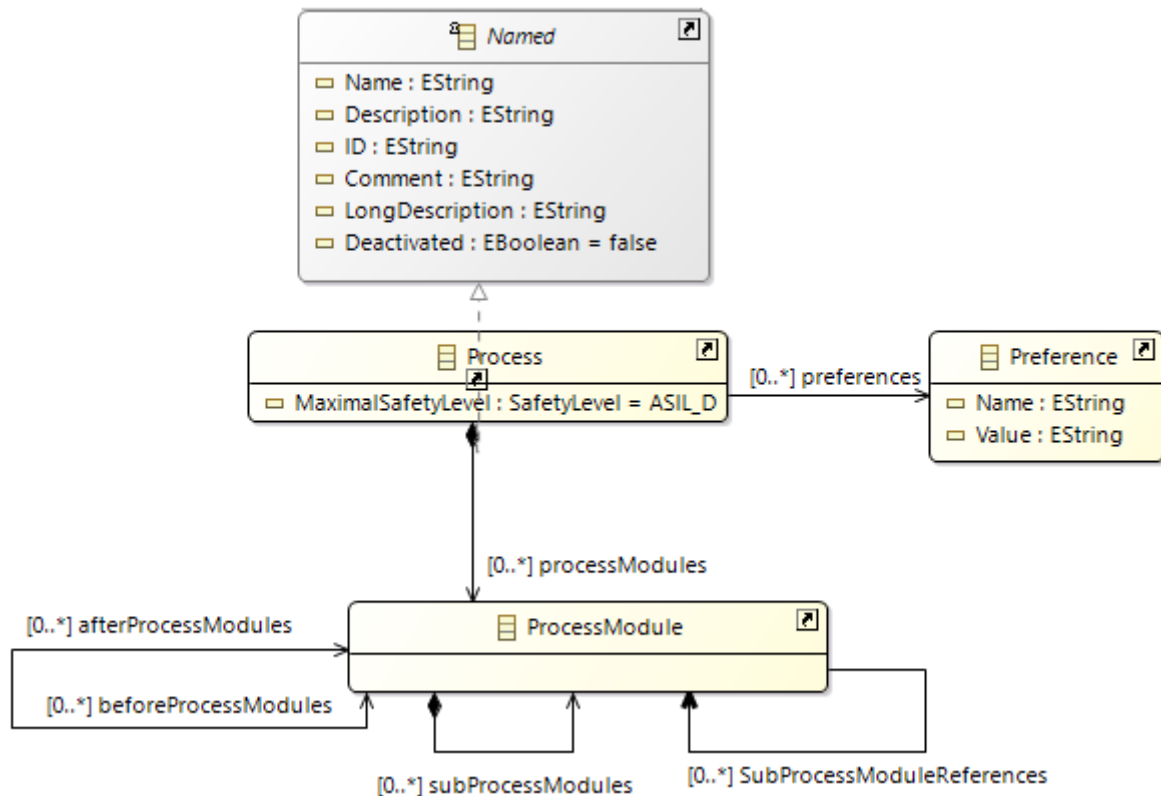 Named
Name : EString
Description : EString
ID : EString
Comment : EString
LongDescription : EString
Deactivated : EBoolean = false
Process
MaximalSafetyLevel : SafetyLevel = ASIL_D
[0..*] preferences
Preference
Name : EString
Value : EString
[0..*] processModules
ProcessModule
[0..*] afterProcessModules
[0..*] beforeProcessModules
[0..*] subProcessModules
[0..*] SubProcessModuleReferences